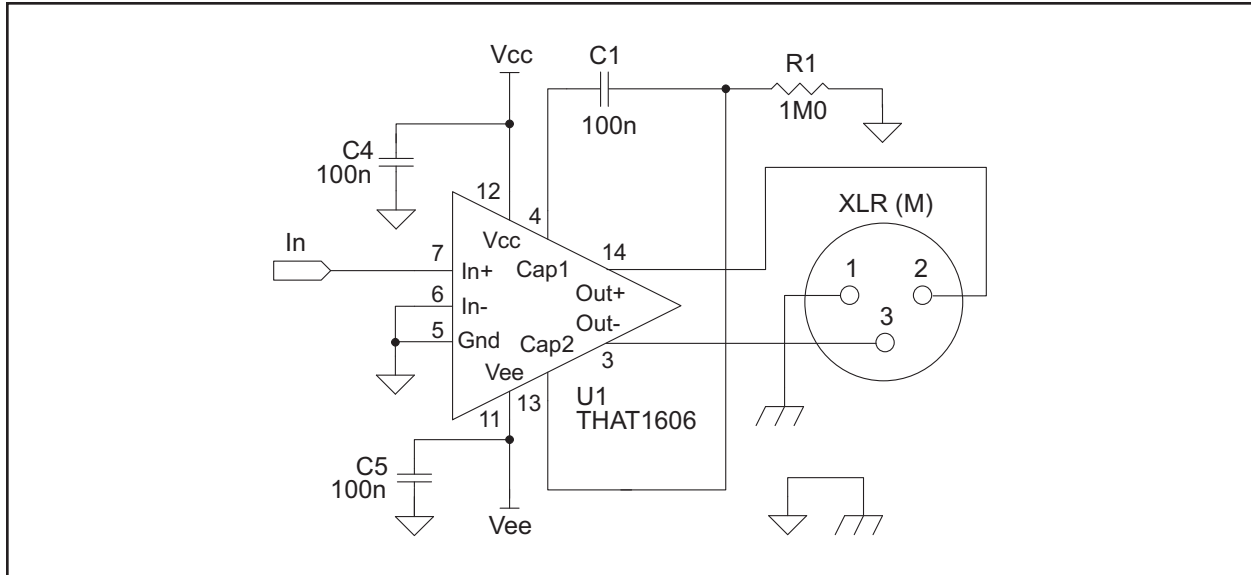 Vcc
C1
100n
R1
1M0
C4
100n
12
4
XLR (M)
In
7
Vcc
14
In+
Cap1
1
2
6
In-
Out+
5
Gnd
Out-
3
Cap2
3
Vee
11
13
U1
THAT1606
C5
100n
Vee